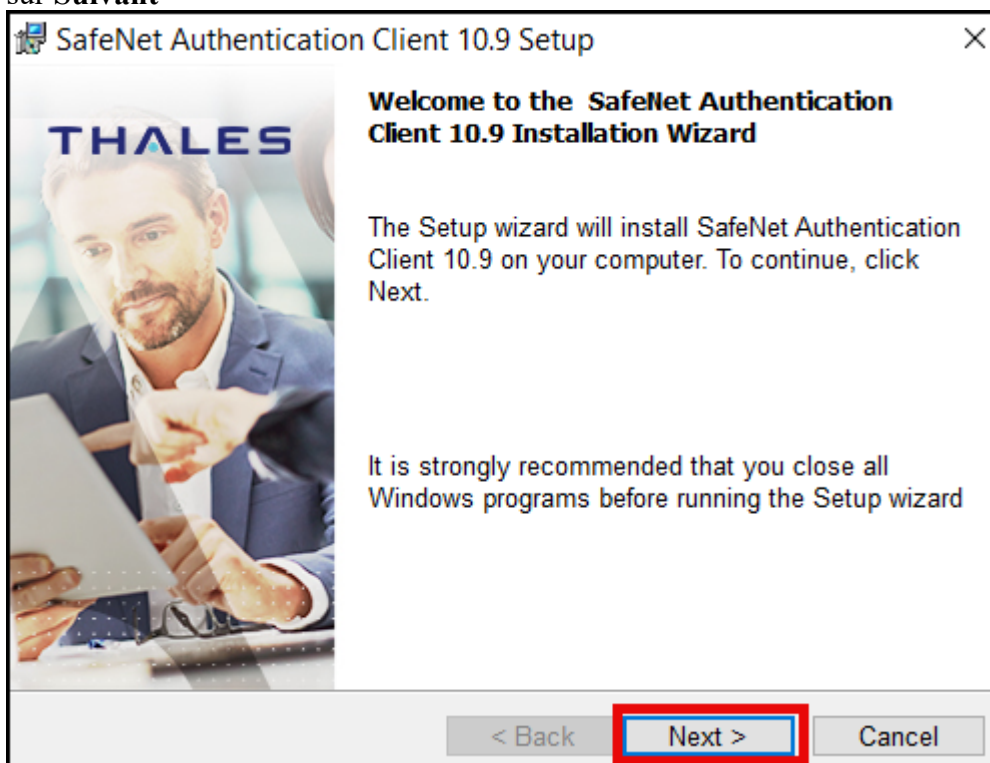 sur Suivant
SafeNet Authentication Client 10.9 Setup
THALES
Welcome to the SafeNet Authentication
Client 10.9 Installation Wizard
The Setup wizard will install SafeNet Authentication
Client 10.9 on your computer. To continue, click
Next.
It is strongly recommended that you close all
Windows programs before running the Setup wizard
< Back Next > Cancel